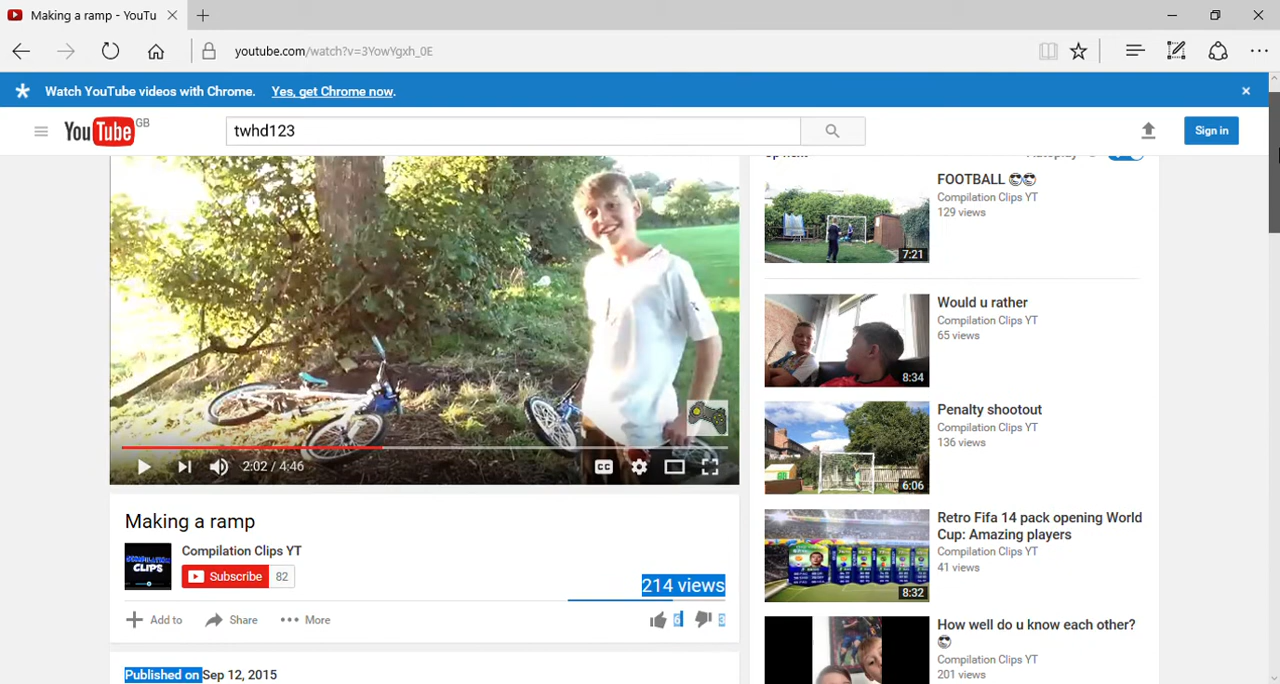 Making a ramp - YouTu
youtube.com/watch?v=3YowYgxh_0E
Watch YouTube videos with Chrome. Yes, get Chrome now.
YouTube GB
twhd123
Sign in
FOOTBALL 😎😎
Compilation Clips YT
129 views
7:21
Would u rather
Compilation Clips YT
65 views
8:34
Penalty shootout
Compilation Clips YT
136 views
6:06
Retro Fifa 14 pack opening World
Cup: Amazing players
Compilation Clips YT
41 views
8:32
How well do u know each other?
😎
Compilation Clips YT
201 views
2:02 / 4:46
CC
Making a ramp
COMPILATION
CLIPS
Compilation Clips YT
Subscribe 82
214 views
Add to Share More
6 3
Published on Sep 12, 2015